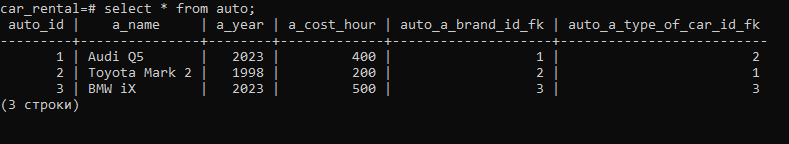 car_rental=# select * from auto;
 auto_id |    a_name     | a_year | a_cost_hour | auto_a_brand_id_fk | auto_a_type_of_car_id_fk
---------+---------------+--------+-------------+--------------------+--------------------------
       1 | Audi Q5       |   2023 |         400 |                  1 |                        2
       2 | Toyota Mark 2 |   1998 |         200 |                  2 |                        1
       3 | BMW iX        |   2023 |         500 |                  3 |                        3
(3 строки)